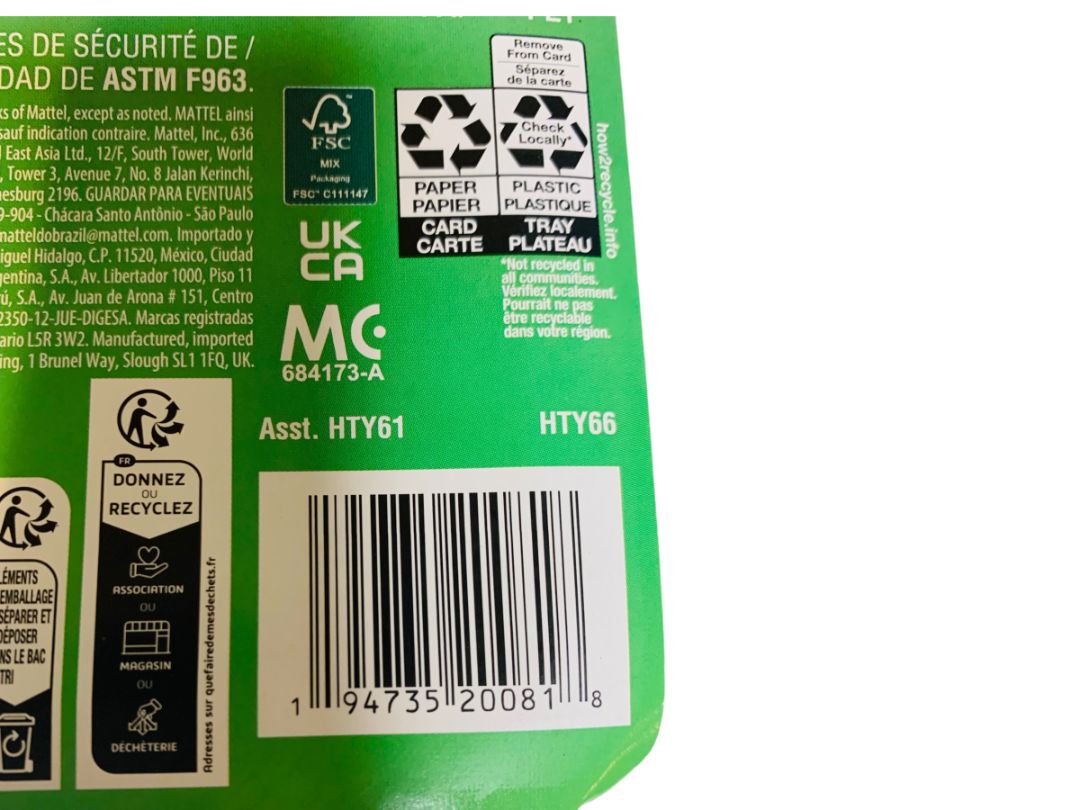 ES DE SÉCURITÉ DE /
DAD DE ASTM F963.
ks of Mattel, except as noted. MATTEL ainsi
sauf indication contraire. Mattel, Inc., 636
East Asia Ltd., 12/F, South Tower, World
, Tower 3, Avenue 7, No. 8 Jalan Kerinchi,
nesburg 2196. GUARDAR PARA EVENTUAIS
9-904 - Chácara Santo Antônio - São Paulo
matteldobrazil@mattel.com. Importado y
iguel Hidalgo, C.P. 11520, México, Ciudad
gentina, S.A., Av. Libertador 1000, Piso 11
rú, S.A., Av. Juan de Arona # 151, Centro
2350-12-JUE-DIGESA. Marcas registradas
ario L5R 3W2. Manufactured, imported
ing, 1 Brunel Way, Slough SL1 1FQ, UK.
FSC
MIX
Packaging
FSC™ C111147
UK
CA
MC
684173-A
Remove
From Card
Séparez
de la carte
Check
Locally*
PAPER
PAPIER
CARD
CARTE
PLASTIC
PLASTIQUE
TRAY
PLATEAU
how2recycle.info
*Not recycled in
all communities.
Vérifiez localement.
Pourrait ne pas
être recyclable
dans votre région.
Asst. HTY61
HTY66
FR
DONNEZ
OU
RECYCLEZ
ASSOCIATION
OU
MAGASIN
OU
DÉCHÈTERIE
Adresses sur quefairedemesdechets.fr
LÉMENTS
EMBALLAGE
SÉPARER ET
DÉPOSER
NS LE BAC
TRI
1 94735 20081 8